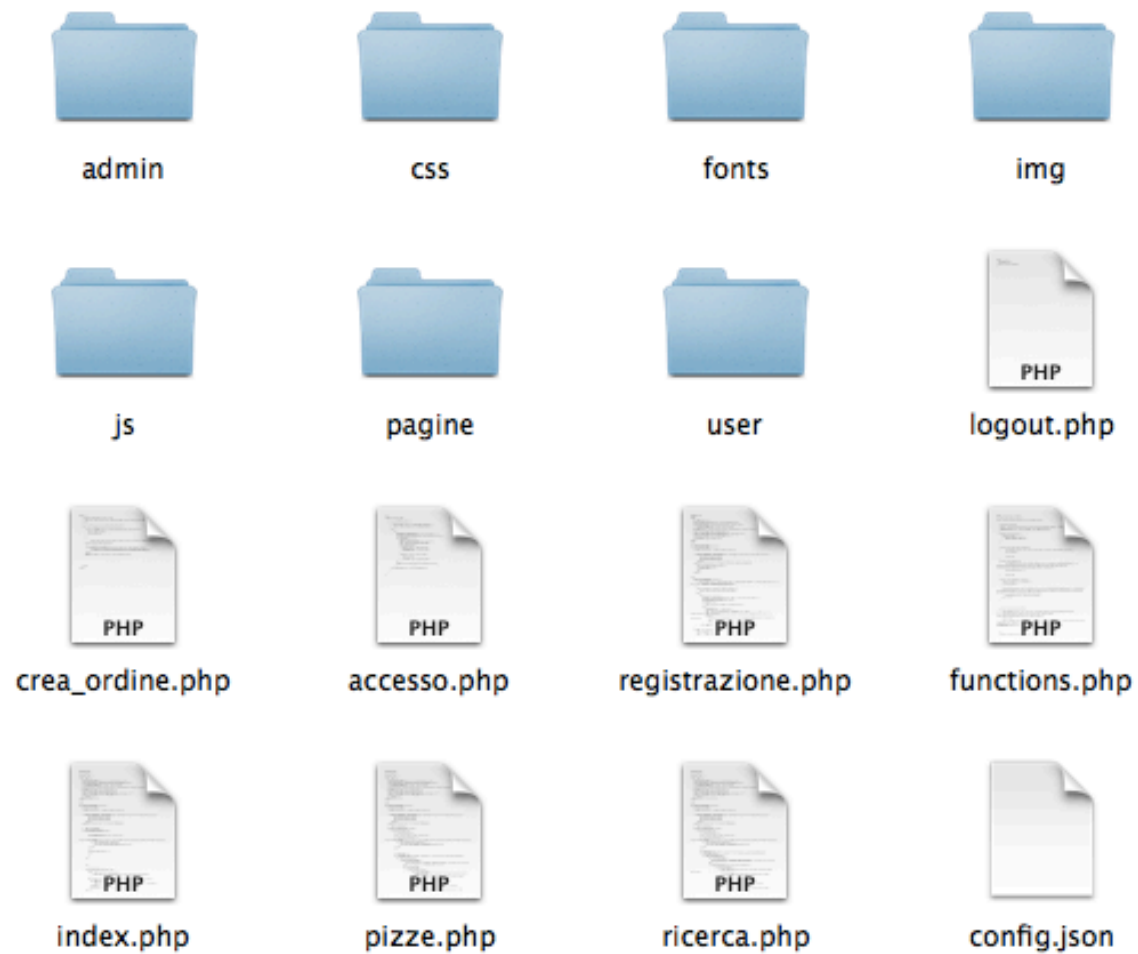 admin
css
fonts
img
js
pagine
user
PHP
logout.php
PHP
crea_ordine.php
PHP
accesso.php
PHP
registrazione.php
PHP
functions.php
PHP
index.php
PHP
pizze.php
PHP
ricerca.php
config.json